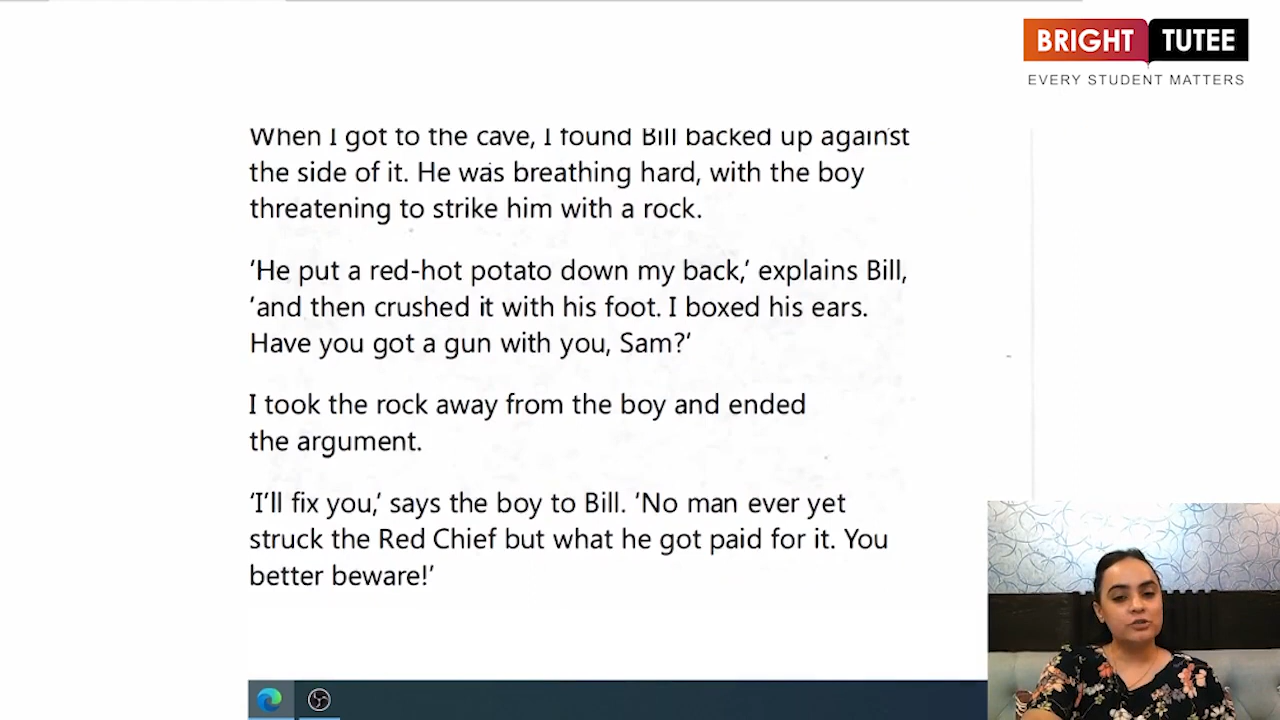 BRIGHT TUTEE
EVERY STUDENT MATTERS
When I got to the cave, I found Bill backed up against
the side of it. He was breathing hard, with the boy
threatening to strike him with a rock.
‘He put a red-hot potato down my back,’ explains Bill,
‘and then crushed it with his foot. I boxed his ears.
Have you got a gun with you, Sam?’
I took the rock away from the boy and ended
the argument.
‘I’ll fix you,’ says the boy to Bill. ‘No man ever yet
struck the Red Chief but what he got paid for it. You
better beware!’